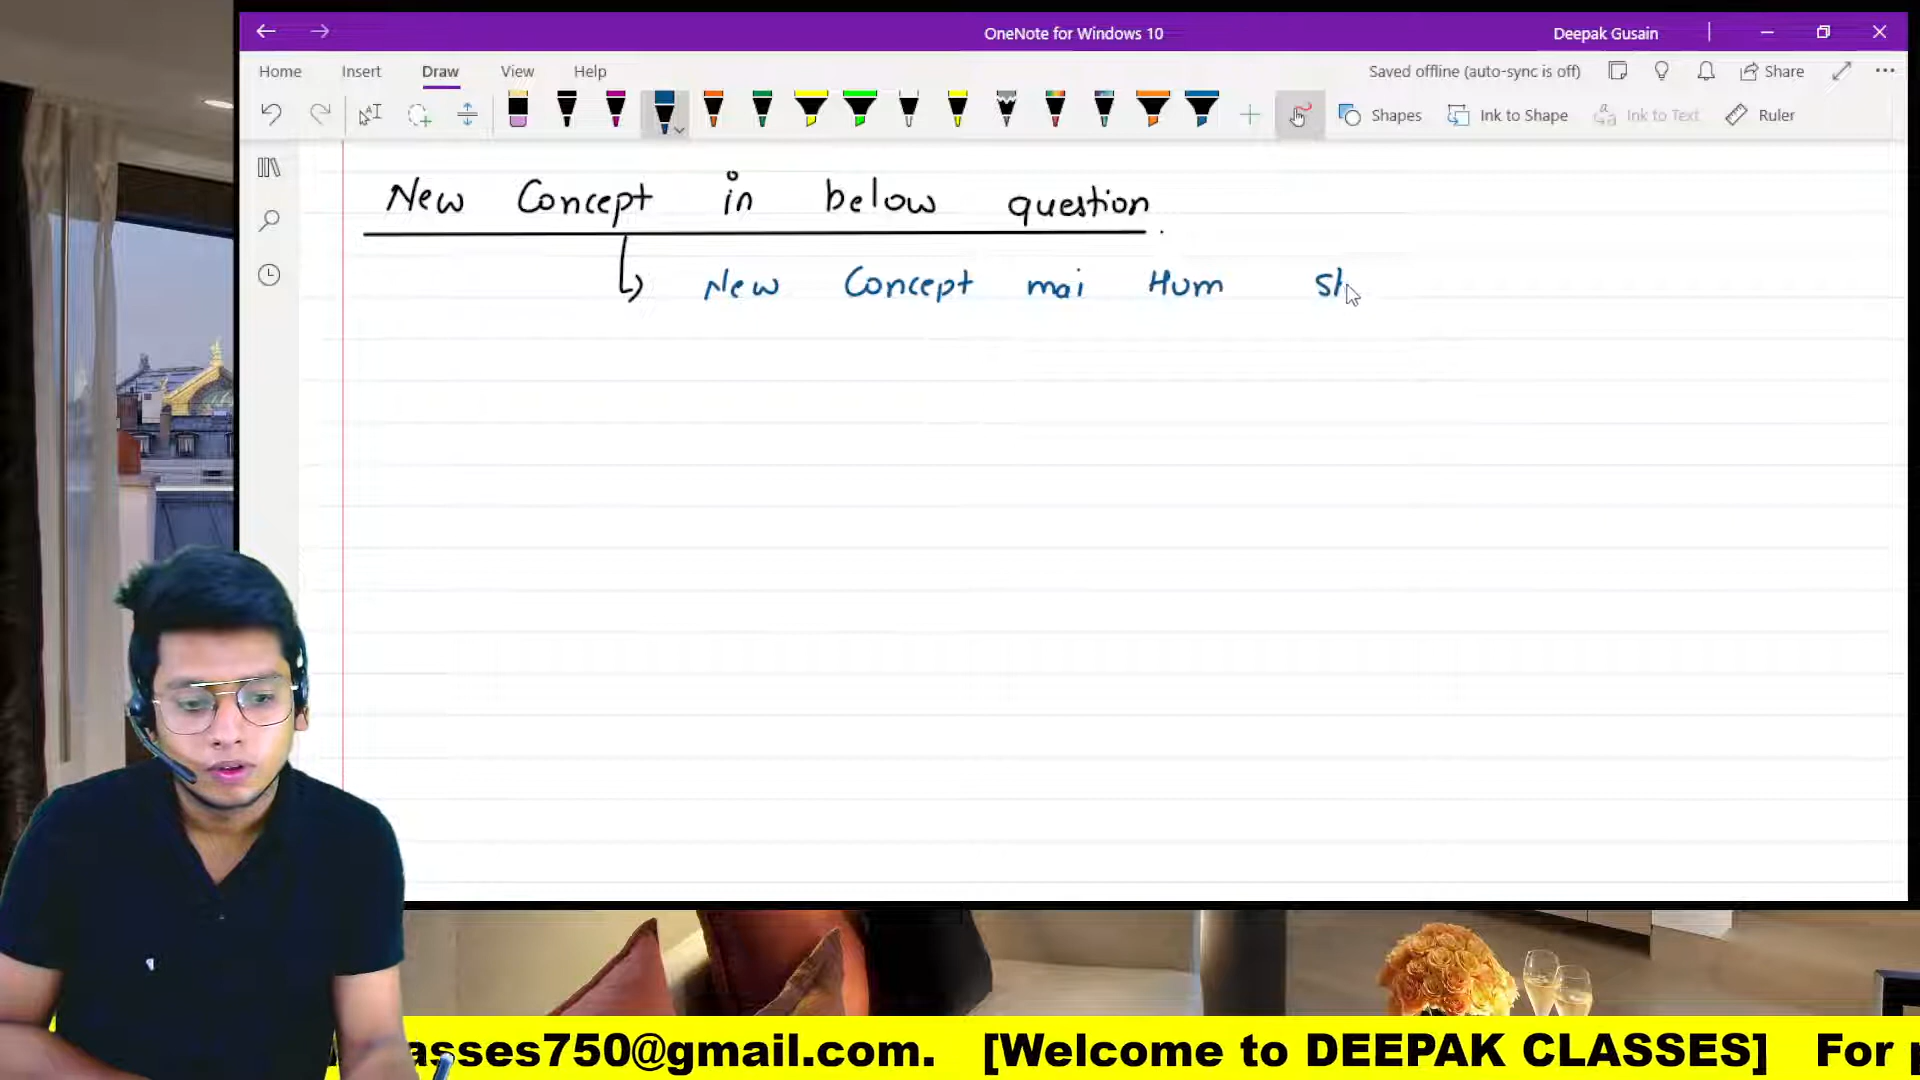 OneNote for Windows 10
Deepak Gusain
Home Insert Draw View Help
Saved offline (auto-sync is off)
Share
Shapes
Ink to Shape
Ink to Text
Ruler
New Concept in below question.
New Concept mai Hum
asses750@gmail.com. [Welcome to DEEPAK CLASSES] For